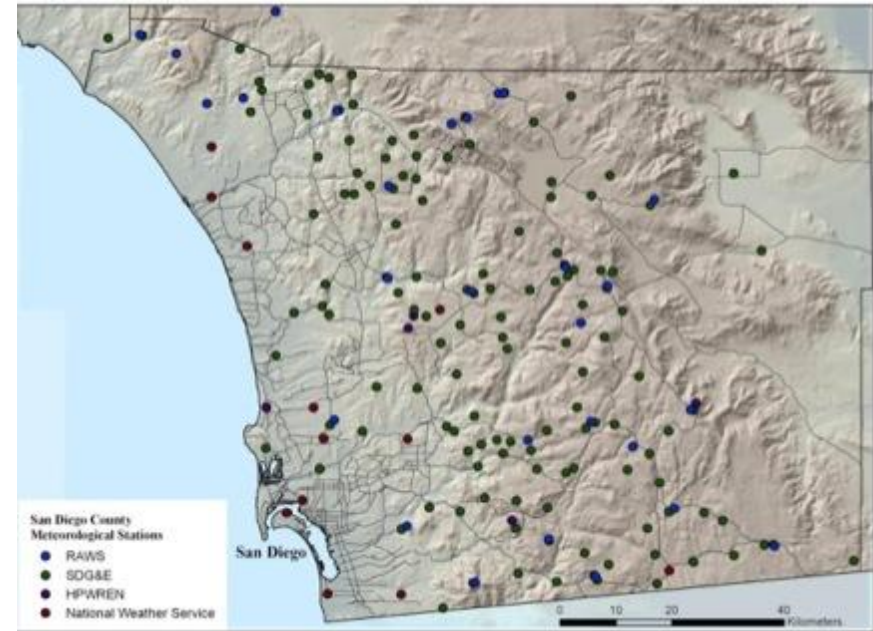 San Diego County
Meteorological Stations
RAWS
SDG&E
HPWREN
National Weather Service
San Diego
0 10 20 40
Kilometers